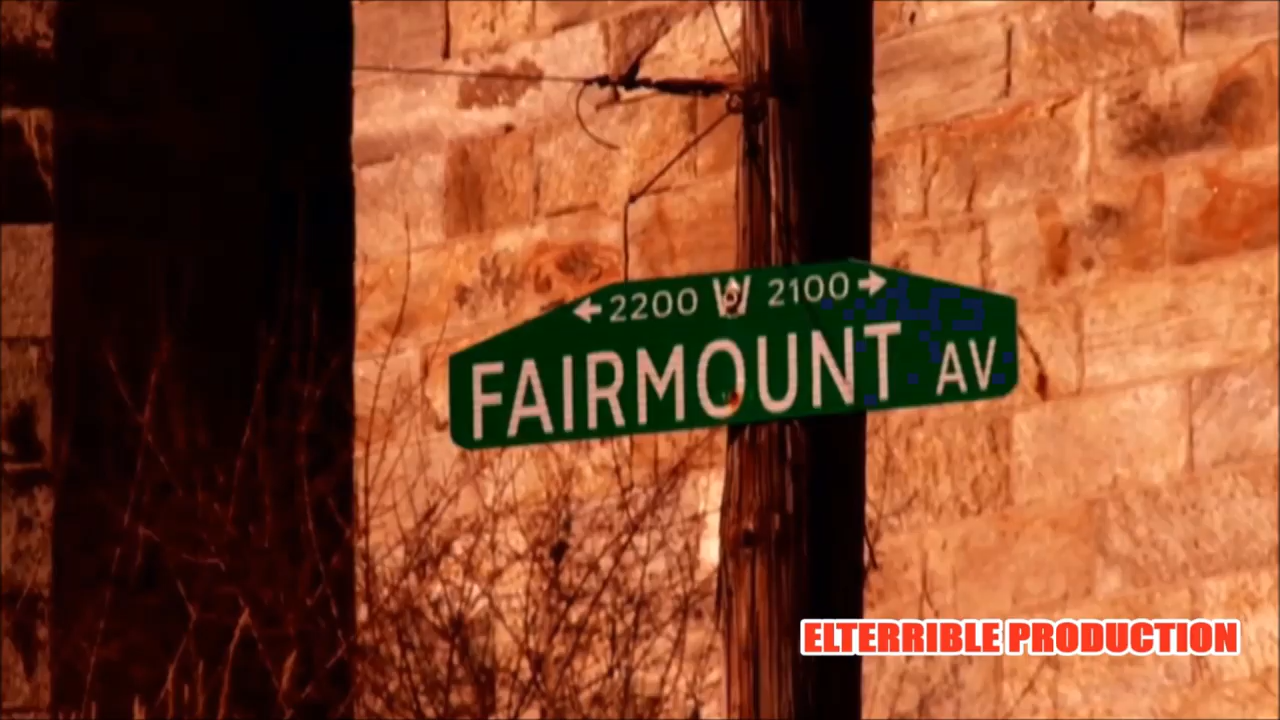 ← 2200 W 2100 →
FAIRMOUNT AV
ELTERRIBLE PRODUCTION